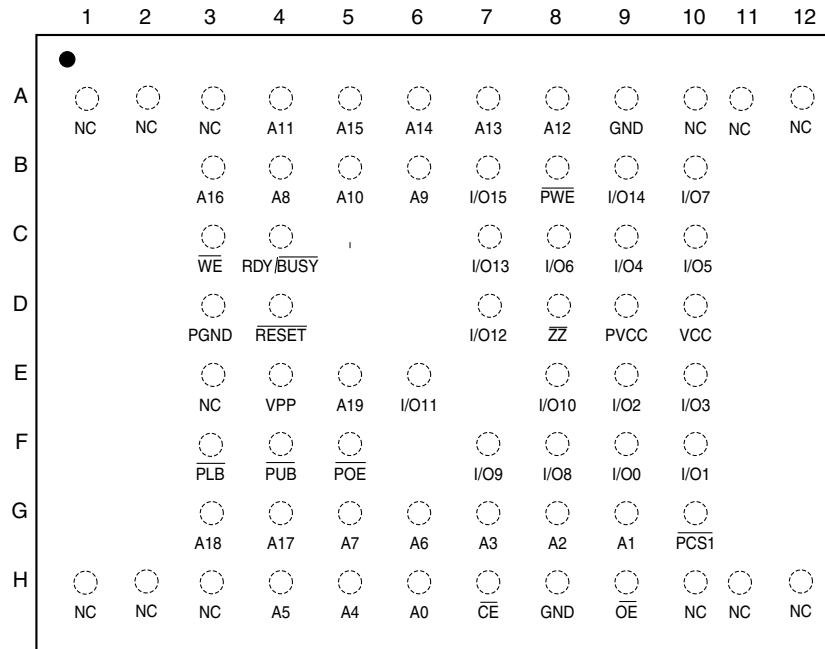 1 2 3 4 5 6 7 8 9 10 11 12
A
NC NC NC A11 A15 A14 A13 A12 GND NC NC NC
B
A16 A8 A10 A9 I/O15 PWE I/O14 I/O7
C
WE RDY/BUSY I/O13 I/O6 I/O4 I/O5
D
PGND RESET I/O12 ZZ PVCC VCC
E
NC VPP A19 I/O11 I/O10 I/O2 I/O3
F
PLB PUB POE I/O9 I/O8 I/O0 I/O1
G
A18 A17 A7 A6 A3 A2 A1 PCS1
H
NC NC NC A5 A4 A0 CE GND OE NC NC NC